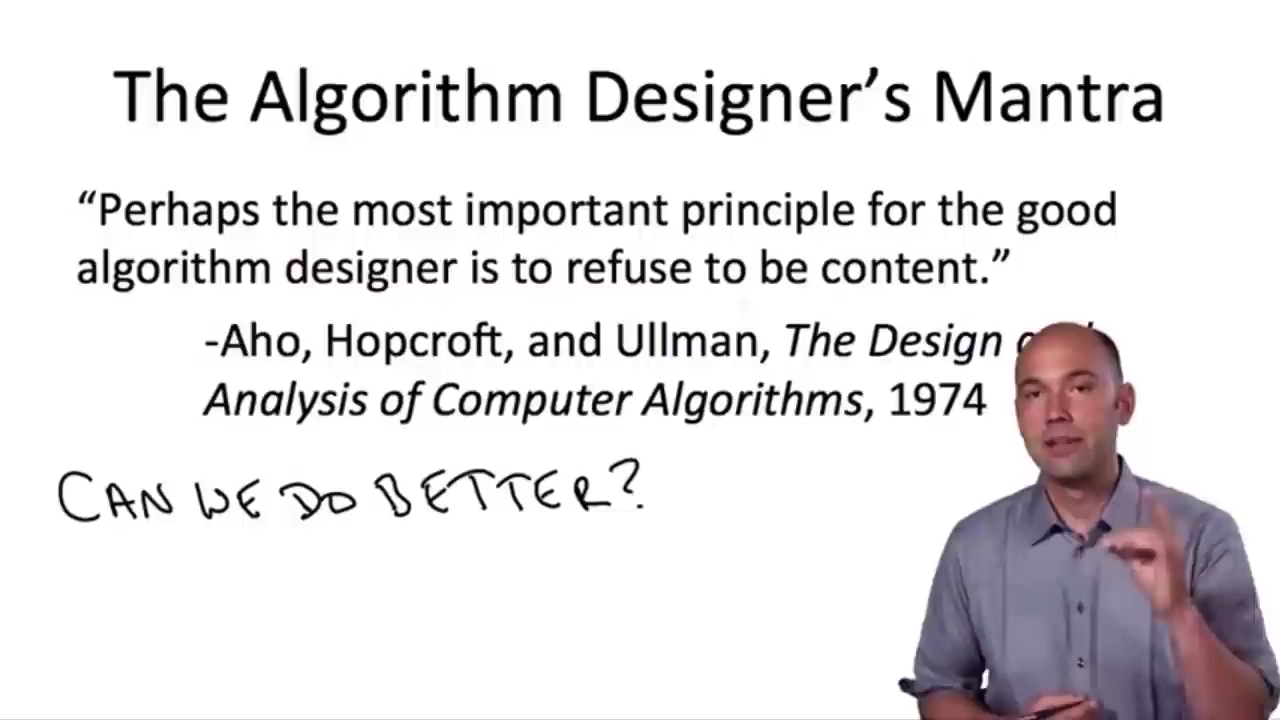 The Algorithm Designer’s Mantra
“Perhaps the most important principle for the good
algorithm designer is to refuse to be content.”
-Aho, Hopcroft, and Ullman, The Design
Analysis of Computer Algorithms, 1974
CAN WE DO BETTER?